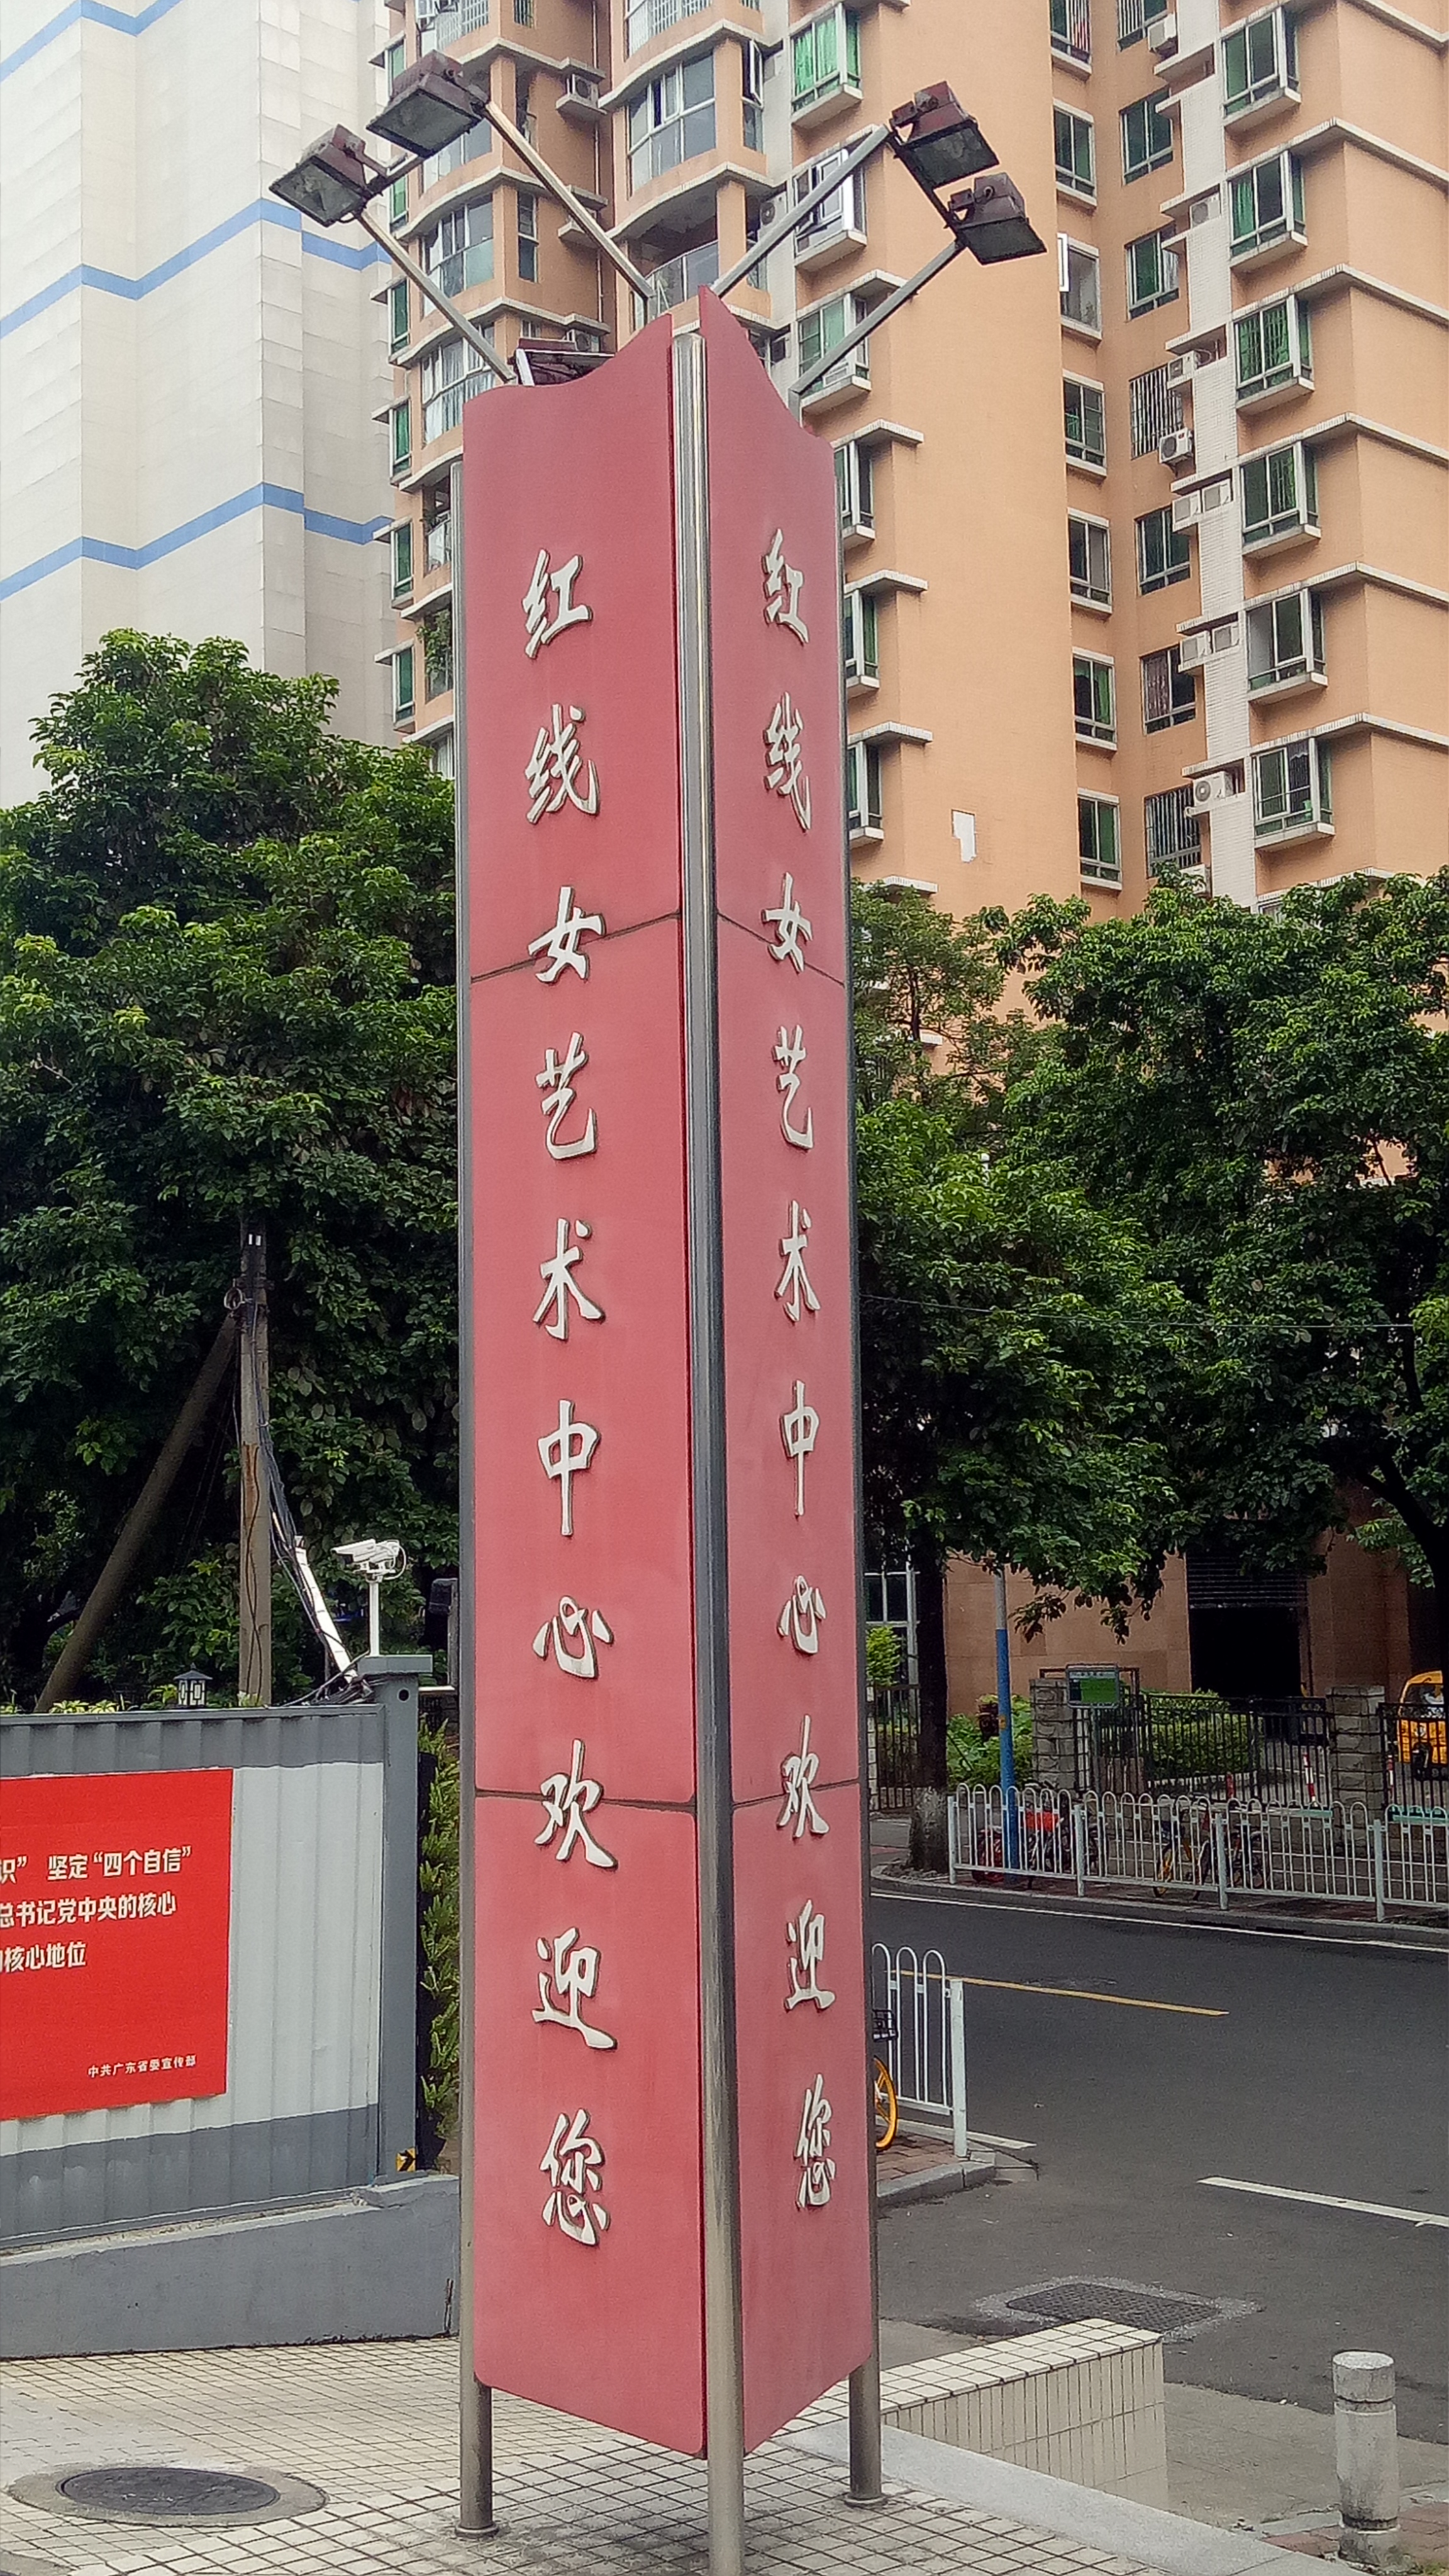 红线女艺术中心欢迎您
红线女艺术中心欢迎您
识” 坚定“四个自信”
总书记党中央的核心
的核心地位
中共广东省委宣传部